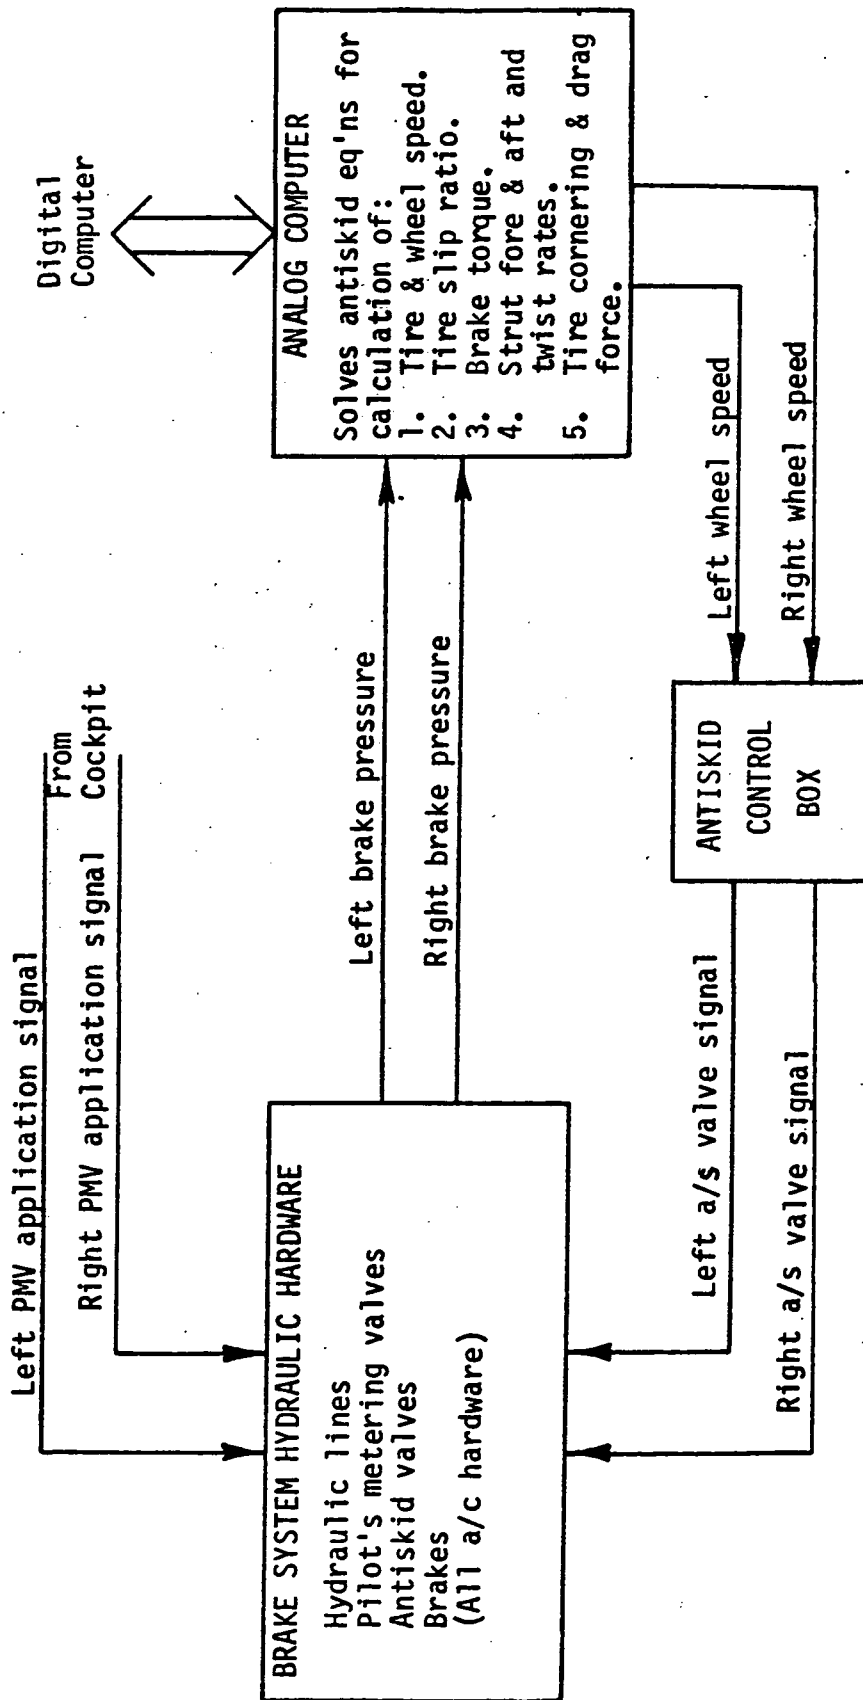 Left PMV application signal
Right PMV application signal
From
Cockpit
Digital
Computer
BRAKE SYSTEM HYDRAULIC HARDWARE
Hydraulic lines
Pilot's metering valves
Antiskid valves
Brakes
(All a/c hardware)
Left brake pressure
Right brake pressure
ANALOG COMPUTER
Solves antiskid eq'ns for
calculation of:
1. Tire & wheel speed.
2. Tire slip ratio.
3. Brake torque.
4. Strut fore & aft and
twist rates.
5. Tire cornering & drag
force.
Left a/s valve signal
Right a/s valve signal
ANTISKID
CONTROL
BOX
Left wheel speed
Right wheel speed